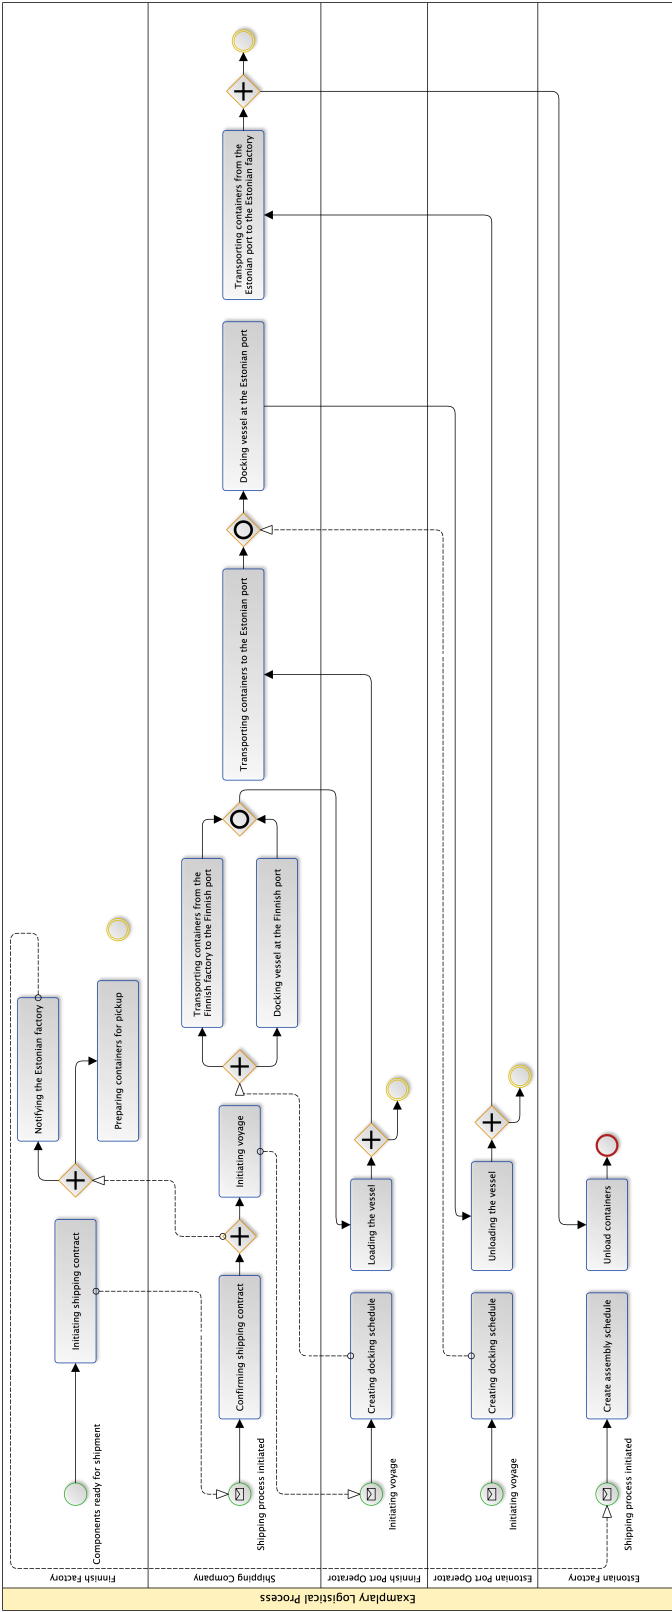 Examplary Logistical Process
Finnish Factory
Components ready for shipment
Initiating shipping contract
Notifying the Estonian factory
Preparing containers for pickup
Shipping Company
Shipping process initiated
Confirming shipping contract
Initiating voyage
Transporting containers from the
Finnish factory to the Finnish port
Docking vessel at the Finnish port
Transporting containers to the Estonian port
Docking vessel at the Estonian port
Transporting containers from the
Estonian port to the Estonian factory
Finnish Port Operator
Initiating voyage
Creating docking schedule
Loading the vessel
Estonian Port Operator
Initiating voyage
Creating docking schedule
Unloading the vessel
Estonian Factory
Shipping process initiated
Create assembly schedule
Unload containers